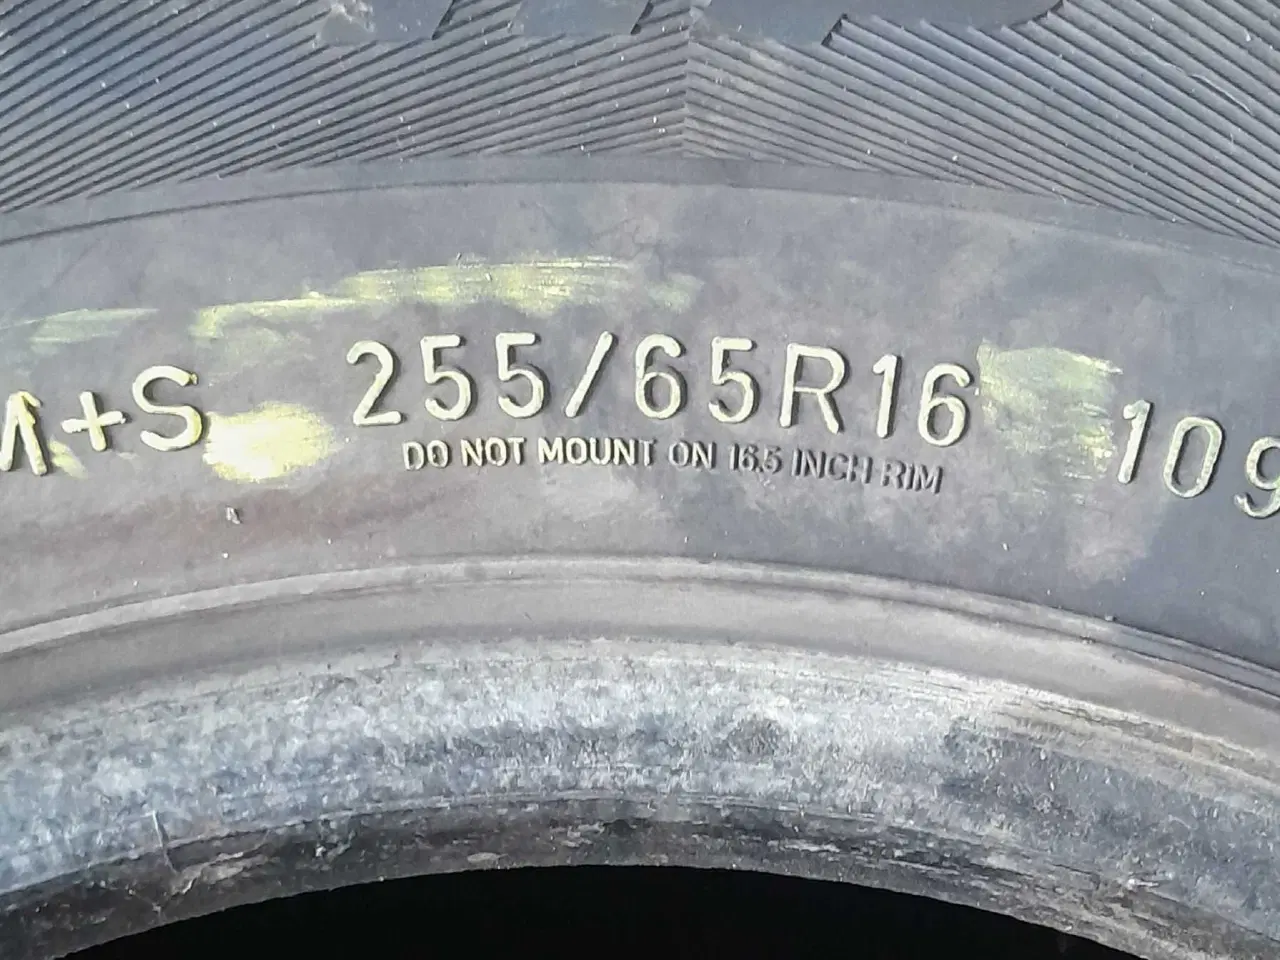 M+S 255/65R16 109
DO NOT MOUNT ON 16.5 INCH RIM